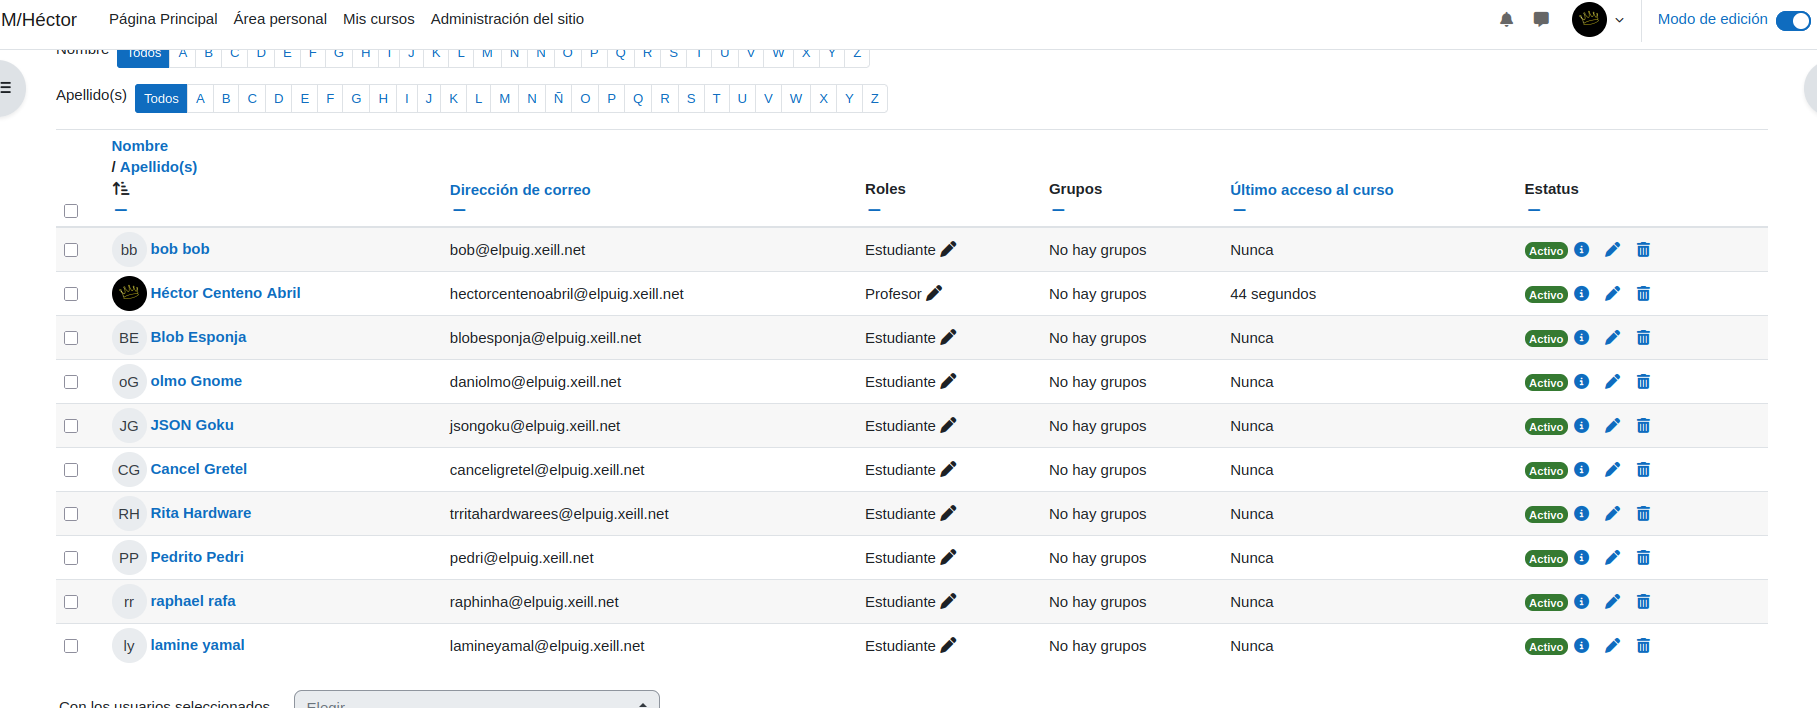 M/Héctor Página Principal Área personal Mis cursos Administración del sitio Modo de edición
Nombre Todos A B C D E F G H I J K L M N Ñ O P Q R S T U V W X Y Z
Apellido(s) Todos A B C D E F G H I J K L M N Ñ O P Q R S T U V W X Y Z
Nombre
/ Apellido(s)
Dirección de correo Roles Grupos Último acceso al curso Estatus
bb bob bob bob@elpuig.xeill.net Estudiante No hay grupos Nunca Activo
Héctor Centeno Abril hectorcentenoabril@elpuig.xeill.net Profesor No hay grupos 44 segundos Activo
BE Blob Esponja blobesponja@elpuig.xeill.net Estudiante No hay grupos Nunca Activo
oG olmo Gnome daniolmo@elpuig.xeill.net Estudiante No hay grupos Nunca Activo
JG JSON Goku jsongoku@elpuig.xeill.net Estudiante No hay grupos Nunca Activo
CG Cancel Gretel canceligretel@elpuig.xeill.net Estudiante No hay grupos Nunca Activo
RH Rita Hardware trritahardwarees@elpuig.xeill.net Estudiante No hay grupos Nunca Activo
PP Pedrito Pedri pedri@elpuig.xeill.net Estudiante No hay grupos Nunca Activo
rr raphael rafa raphinha@elpuig.xeill.net Estudiante No hay grupos Nunca Activo
ly lamine yamal lamineyamal@elpuig.xeill.net Estudiante No hay grupos Nunca Activo
Con los usuarios seleccionados Elegir